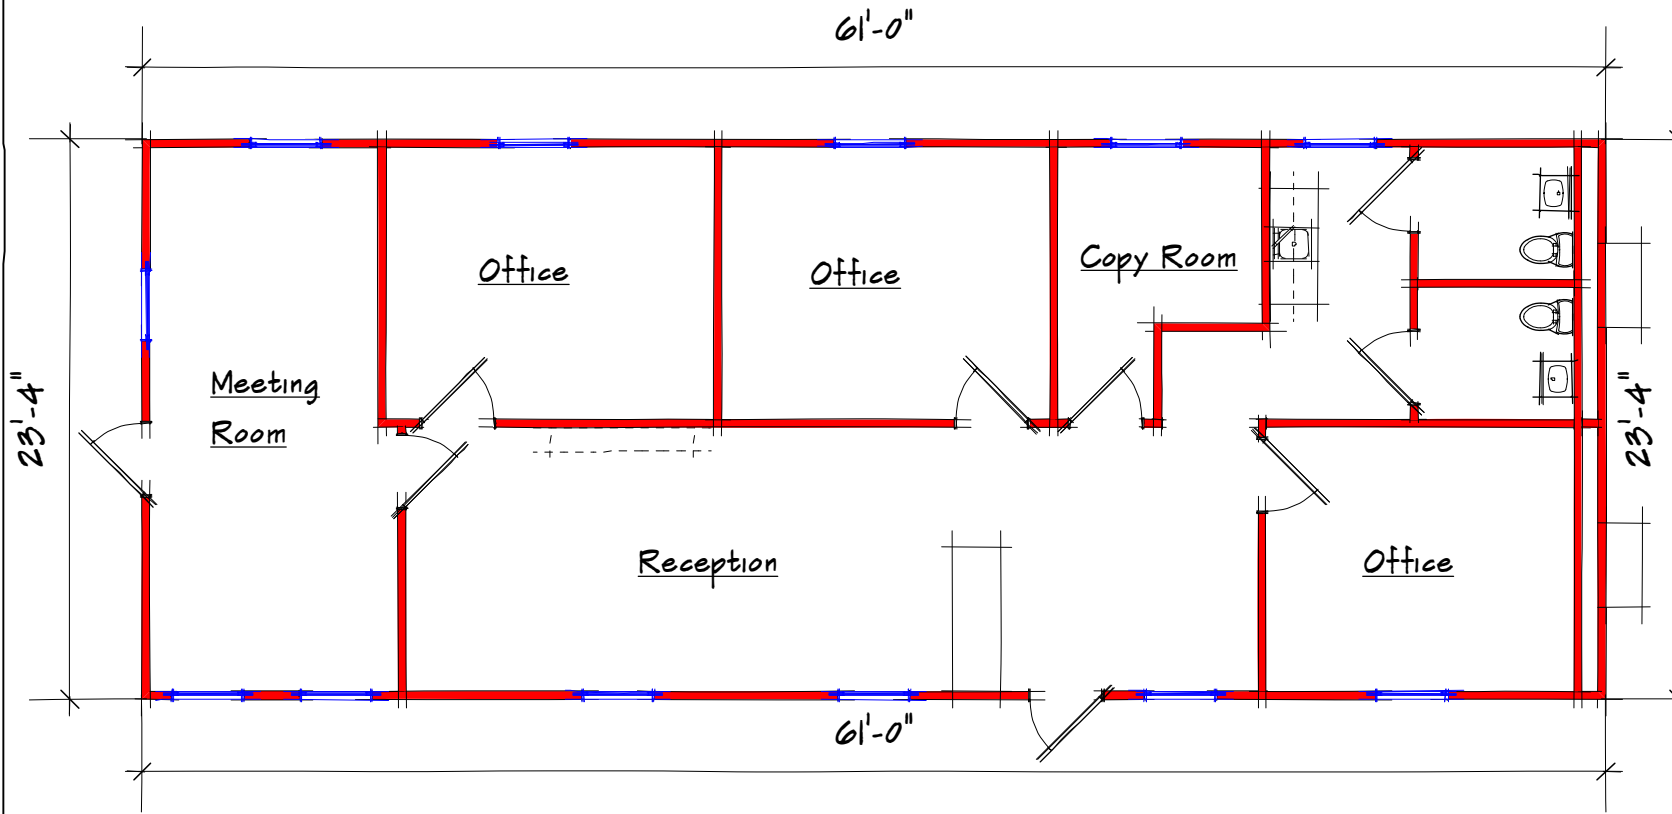 61'-0"
Office
Office
Copy Room
Meeting
Room
23'-4"
23'-4"
Reception
Office
61'-0"